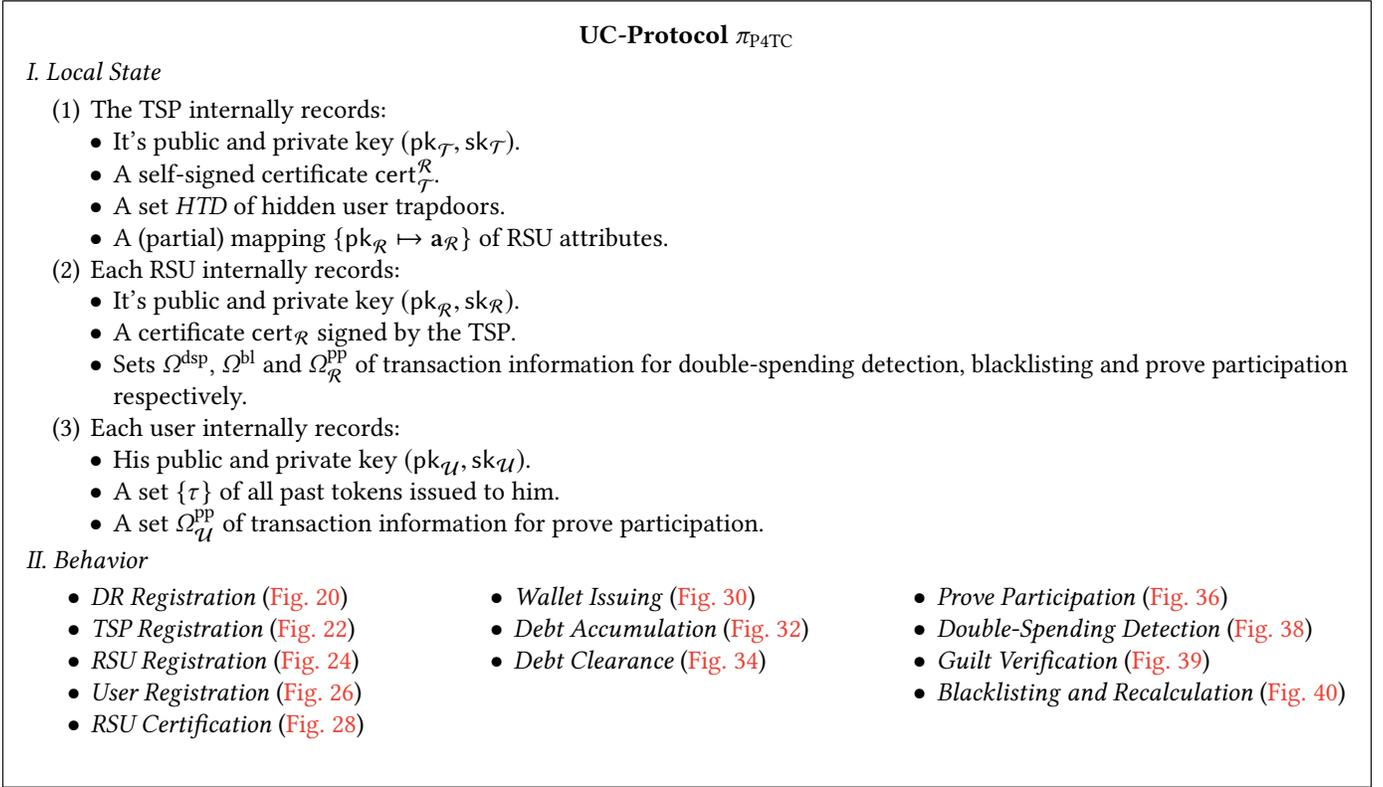 UC-Protocol π_P4TC
I. Local State
(1) The TSP internally records:
• It's public and private key (pk_𝒯, sk_𝒯).
• A self-signed certificate cert_𝒯^ℛ.
• A set HTD of hidden user trapdoors.
• A (partial) mapping {pk_ℛ ↦ a_ℛ} of RSU attributes.
(2) Each RSU internally records:
• It's public and private key (pk_ℛ, sk_ℛ).
• A certificate cert_ℛ signed by the TSP.
• Sets Ω^dsp, Ω^bl and Ω_ℛ^pp of transaction information for double-spending detection, blacklisting and prove participation
respectively.
(3) Each user internally records:
• His public and private key (pk_𝒰, sk_𝒰).
• A set {τ} of all past tokens issued to him.
• A set Ω_𝒰^pp of transaction information for prove participation.
II. Behavior
• DR Registration (Fig. 20)
• TSP Registration (Fig. 22)
• RSU Registration (Fig. 24)
• User Registration (Fig. 26)
• RSU Certification (Fig. 28)
• Wallet Issuing (Fig. 30)
• Debt Accumulation (Fig. 32)
• Debt Clearance (Fig. 34)
• Prove Participation (Fig. 36)
• Double-Spending Detection (Fig. 38)
• Guilt Verification (Fig. 39)
• Blacklisting and Recalculation (Fig. 40)